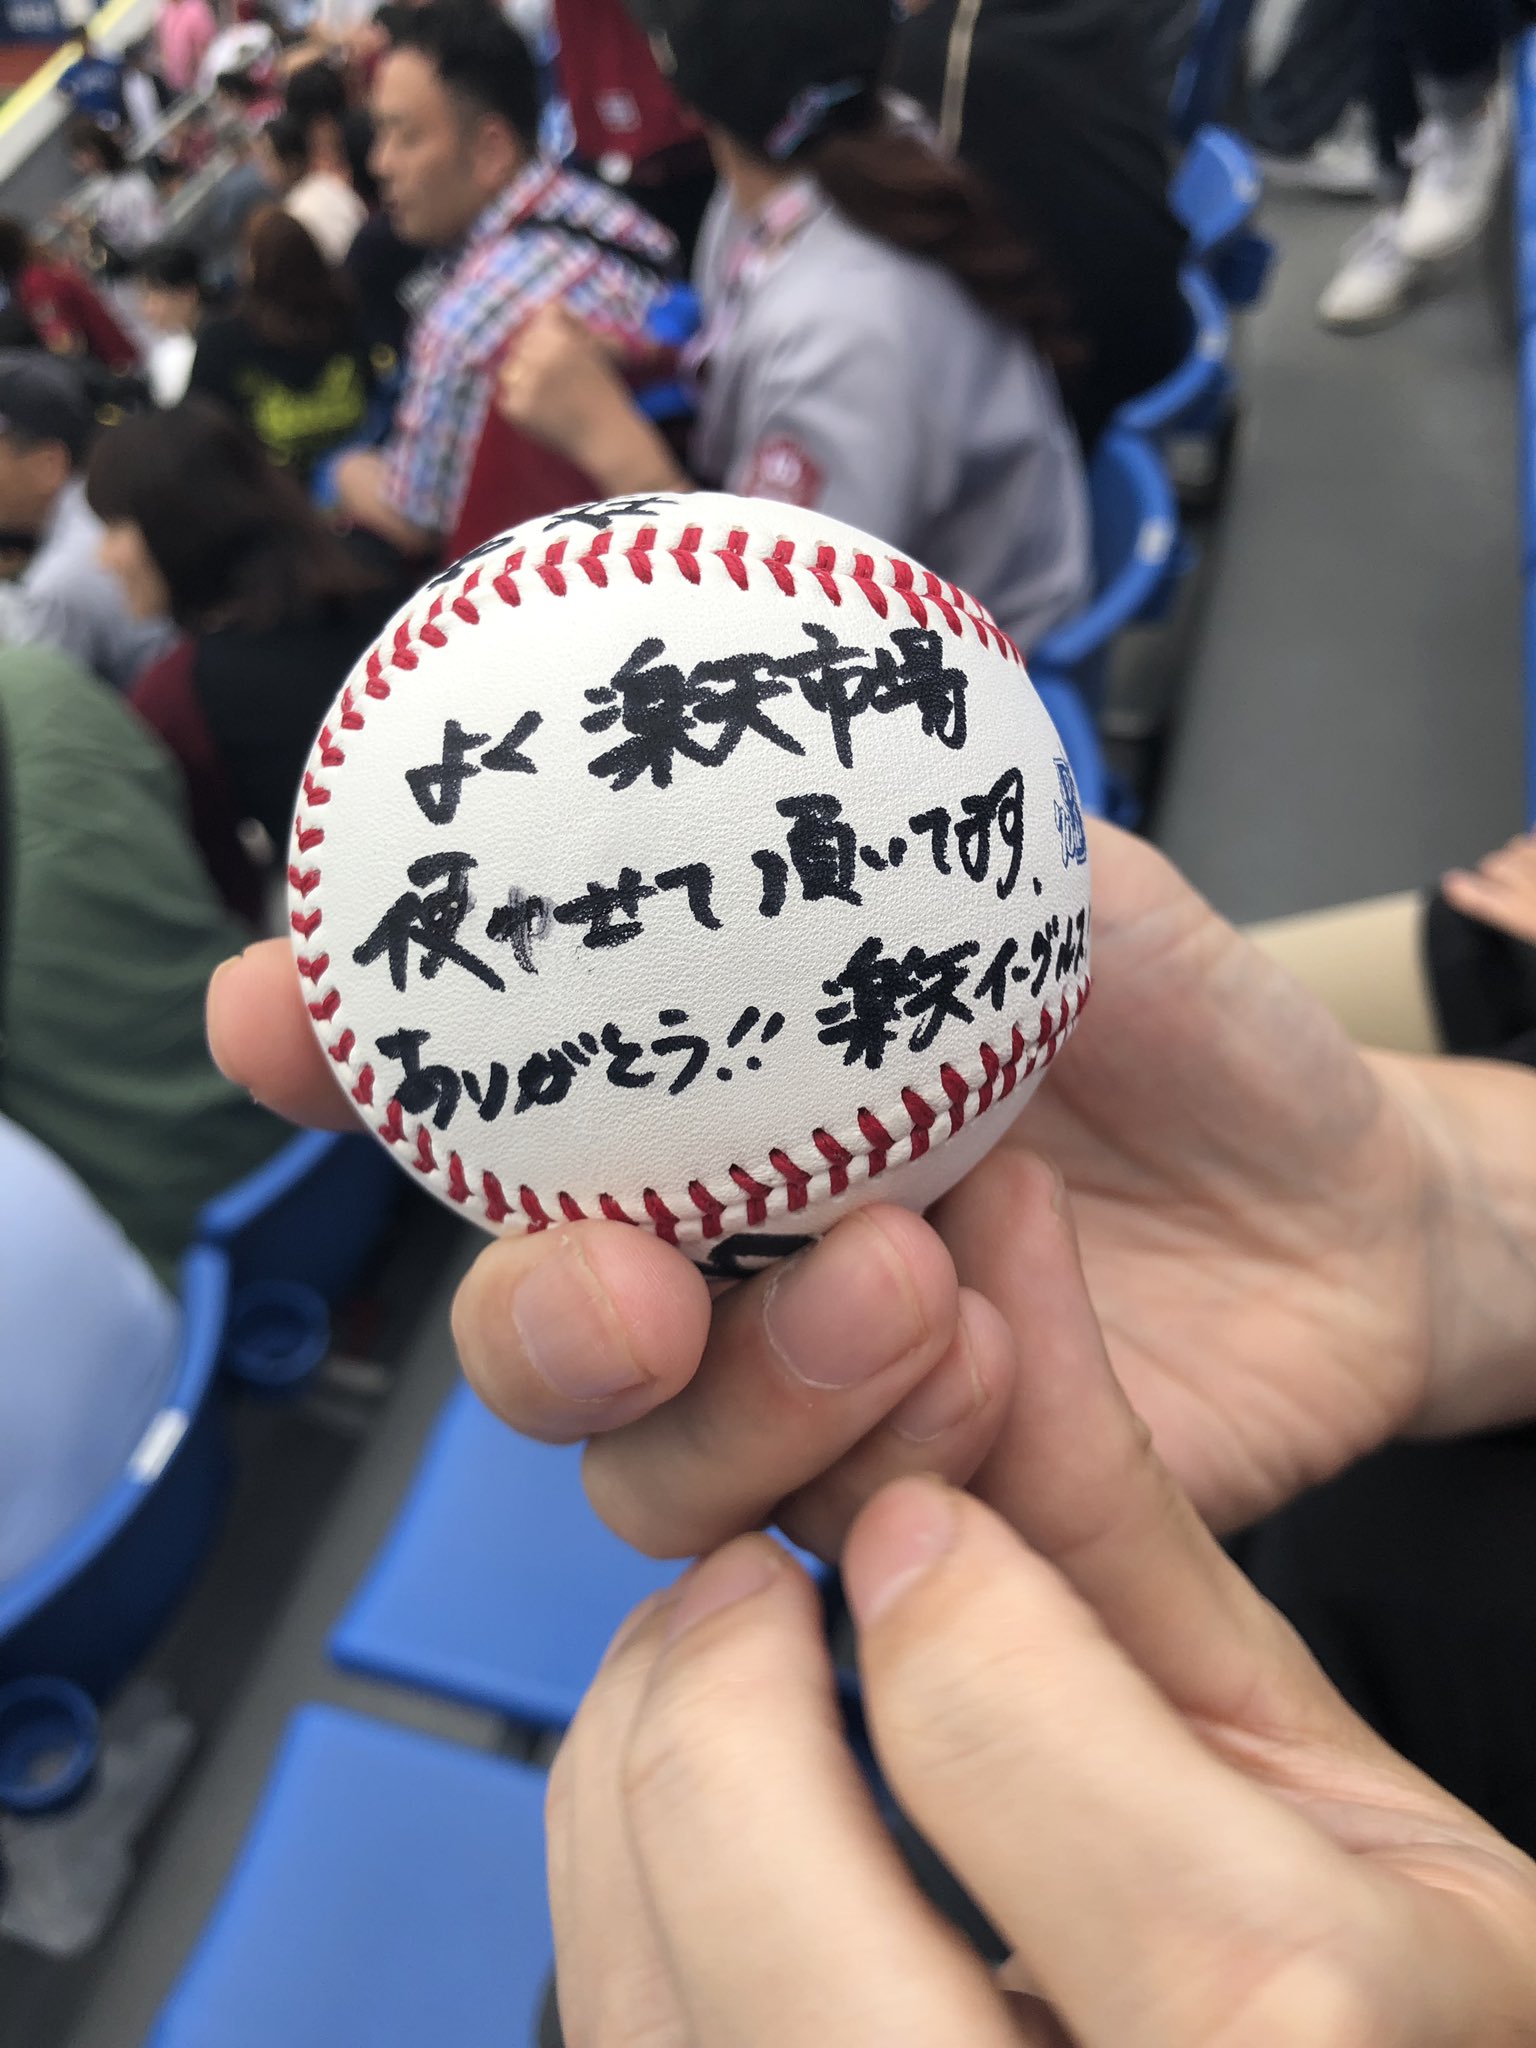 よく楽天市場
使わせて頂いてます、
ありがとう!! 楽天イーグルス